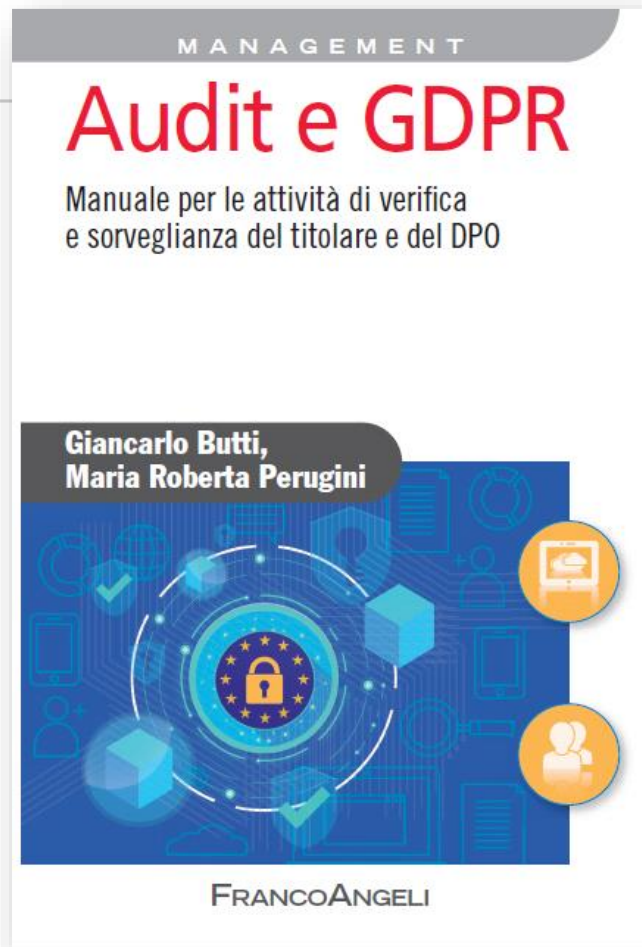 MANAGEMENT
Audit e GDPR
Manuale per le attività di verifica
e sorveglianza del titolare e del DPO
Giancarlo Butti,
Maria Roberta Perugini
FRANCOANGELI